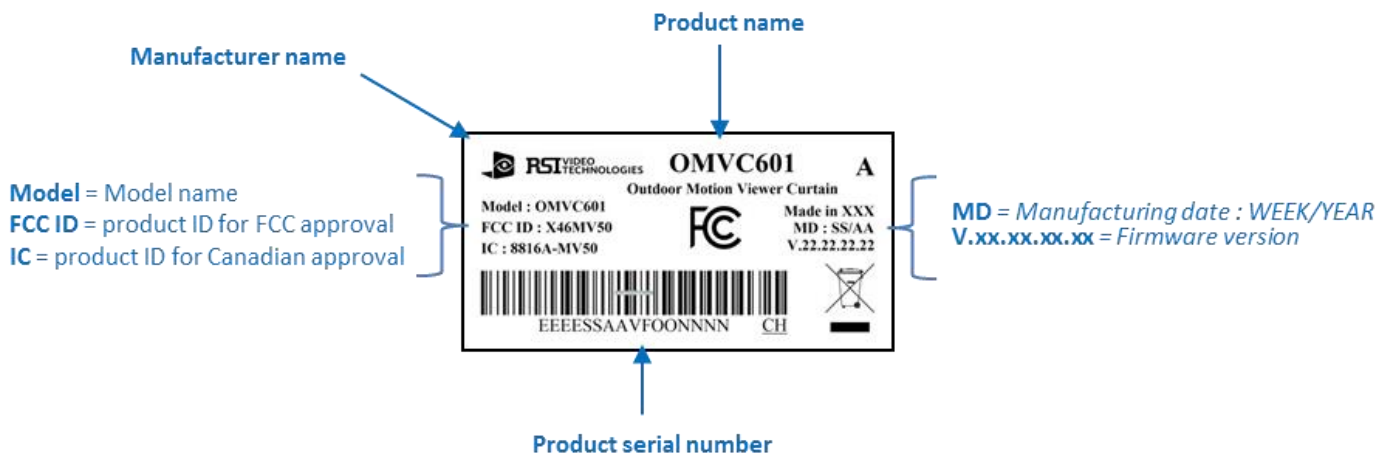 Product name
Manufacturer name
RSI VIDEO TECHNOLOGIES
OMVC601
A
Outdoor Motion Viewer Curtain
Model : OMVC601
FCC ID : X46MV50
IC : 8816A-MV50
FC
Made in XXX
MD : SS/AA
V.22.22.22.22
EEEESSAAVFOONNNN
CH
Model = Model name
FCC ID = product ID for FCC approval
IC = product ID for Canadian approval
MD = Manufacturing date : WEEK/YEAR
V.xx.xx.xx.xx = Firmware version
Product serial number